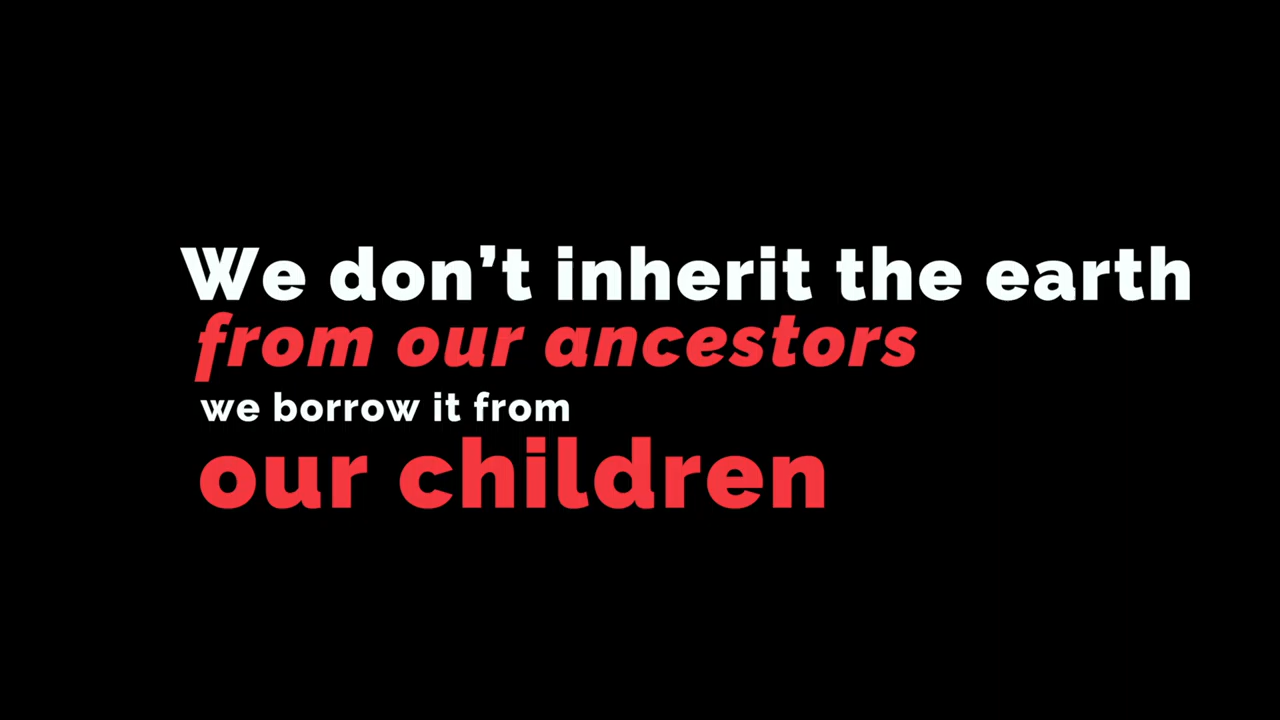 We don’t inherit the earth
from our ancestors
we borrow it from
our children